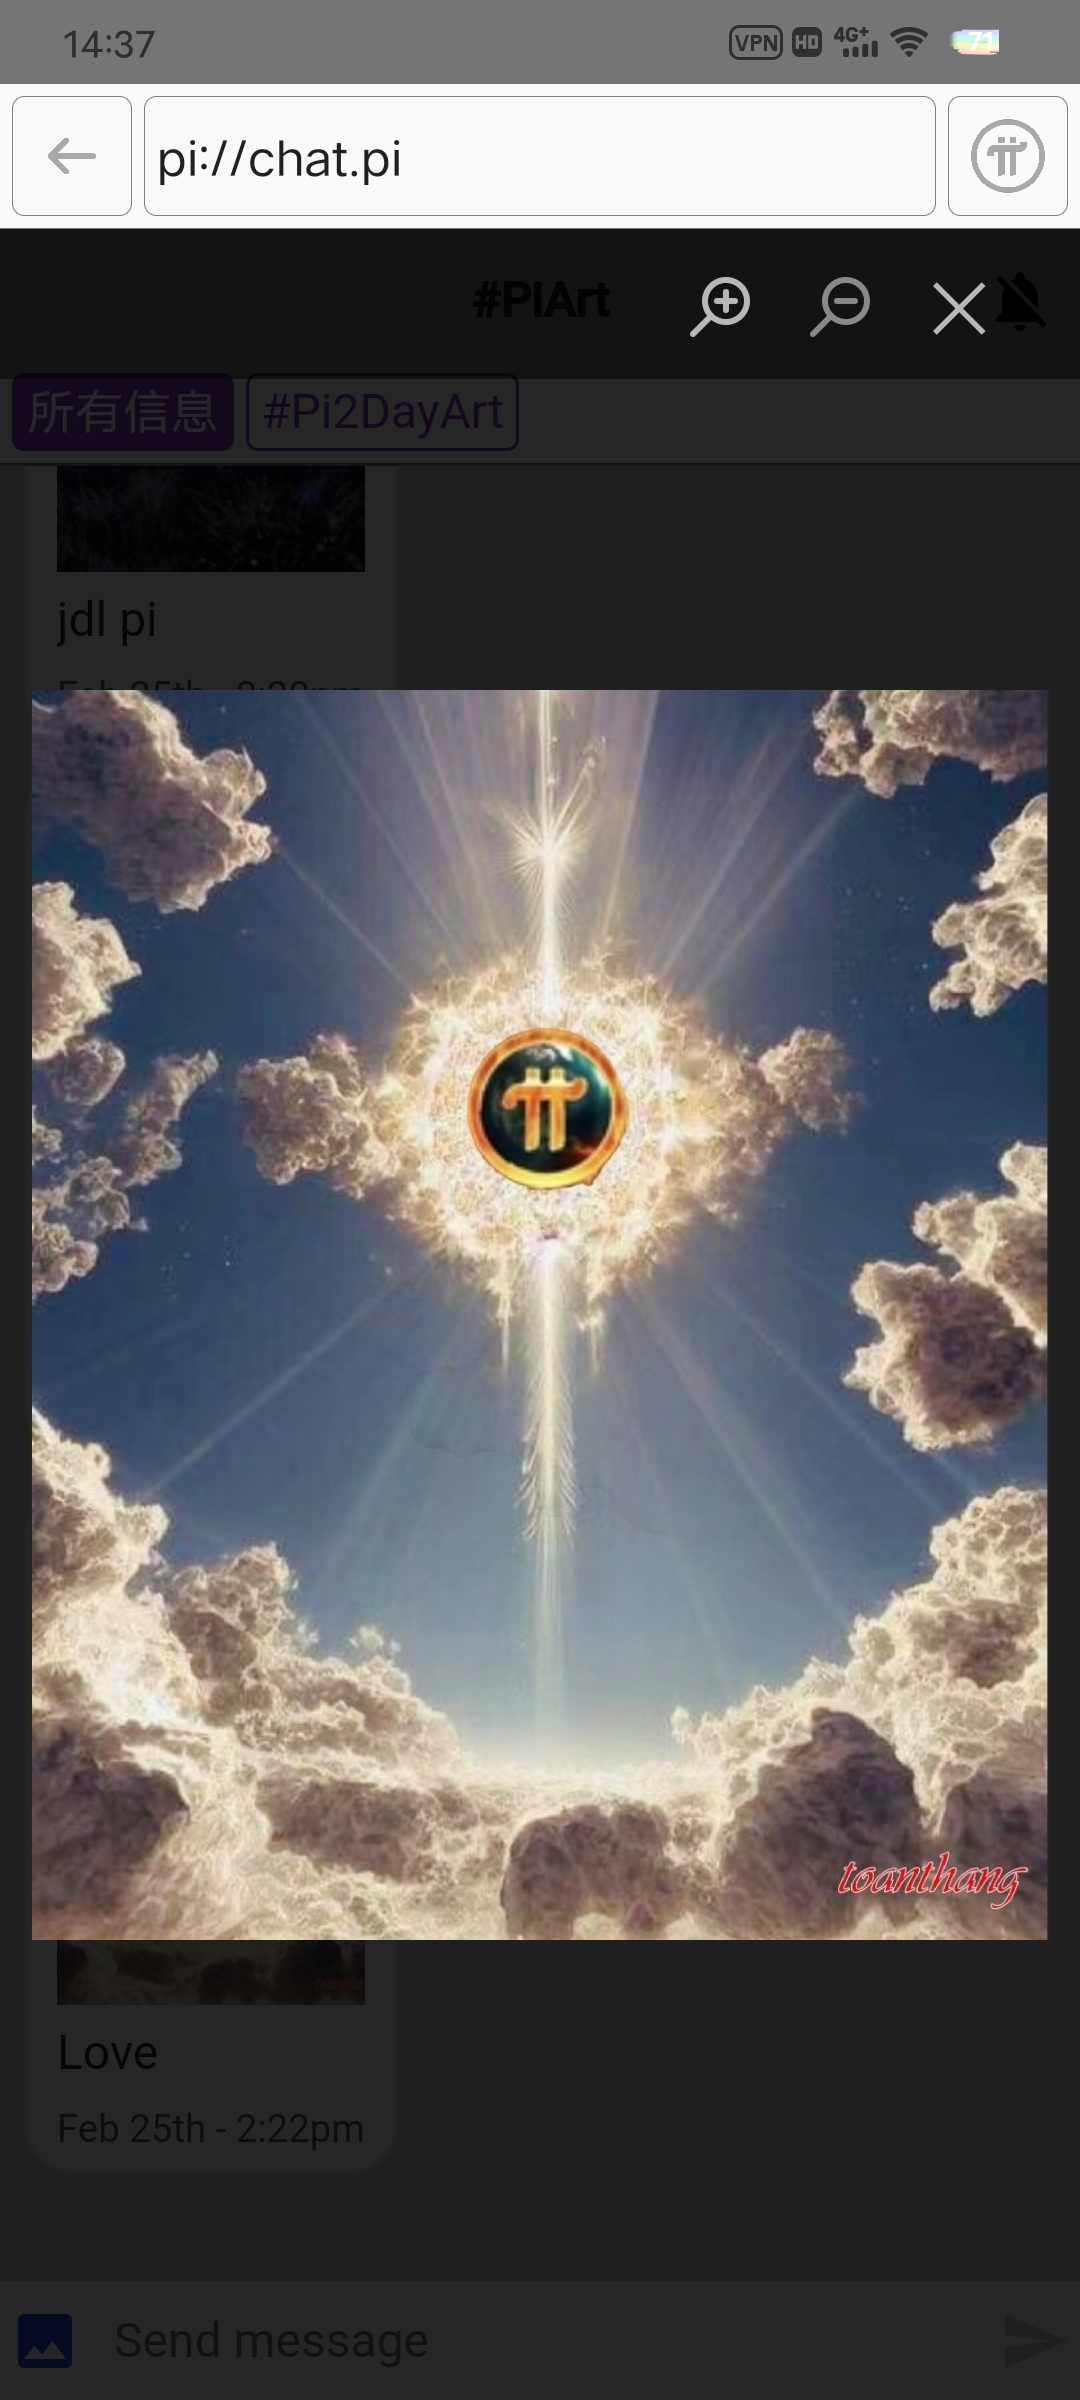 14:37
VPN HD 4G+ 71
pi://chat.pi
#PiArt
所有信息 #Pi2DayArt
jdl pi
toanthang
Love
Feb 25th - 2:22pm
Send message